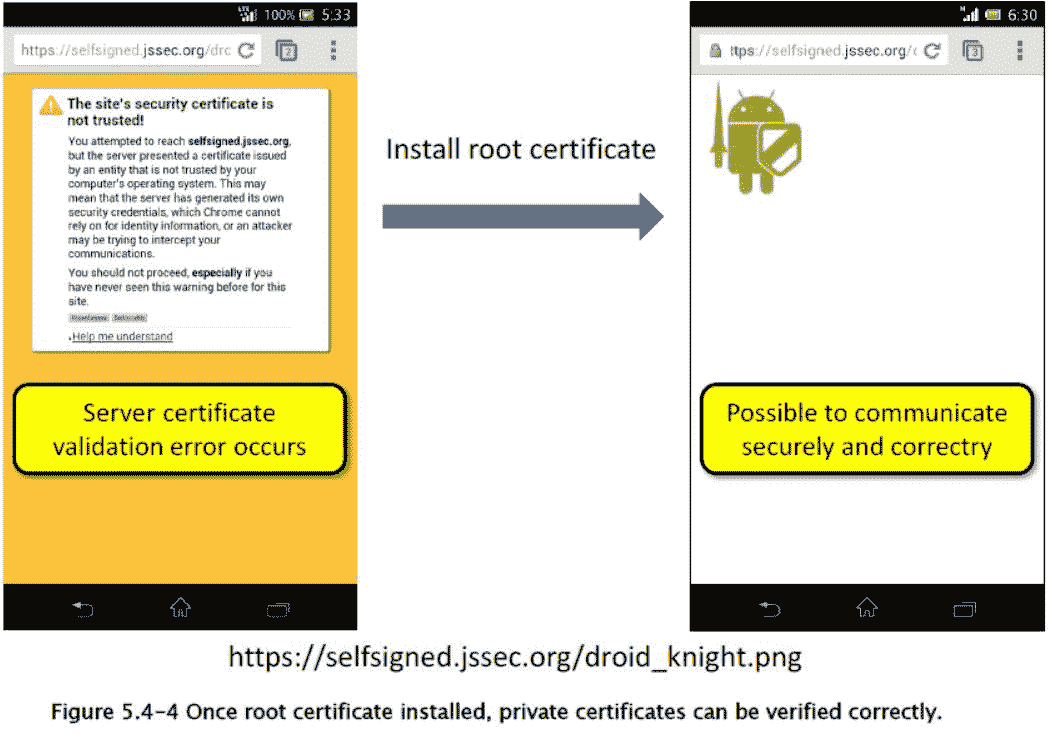 100% 5:33
https://selfsigned.jssec.org/drc
2
The site's security certificate is
not trusted!
You attempted to reach selfsigned.jssec.org,
but the server presented a certificate issued
by an entity that is not trusted by your
computer's operating system. This may
mean that the server has generated its own
security credentials, which Chrome cannot
rely on for identity information, or an attacker
may be trying to intercept your
communications.
You should not proceed, especially if you
have never seen this warning before for this
site.
Help me understand
Server certificate
validation error occurs
Install root certificate
6:30
ttps://selfsigned.jssec.org/c
3
Possible to communicate
securely and correctry
https://selfsigned.jssec.org/droid_knight.png
Figure 5.4-4 Once root certificate installed, private certificates can be verified correctly.